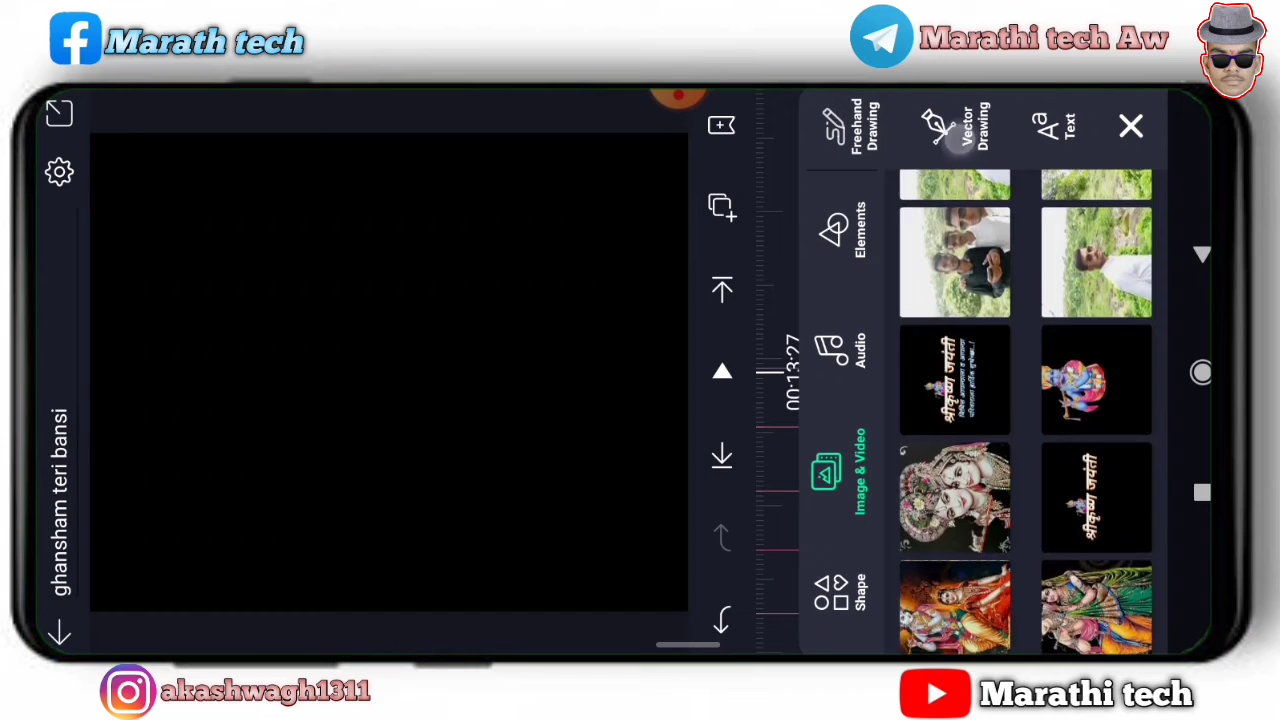 Marath tech
Marathi tech Aw
ghansham teri bansi
00:13:27
Freehand
Drawing
Vector
Drawing
Aa
Text
Elements
Audio
Image & Video
Shape
श्रीकृष्ण जयंती
श्रीकृष्ण जयंती
akashwagh1311
Marathi tech